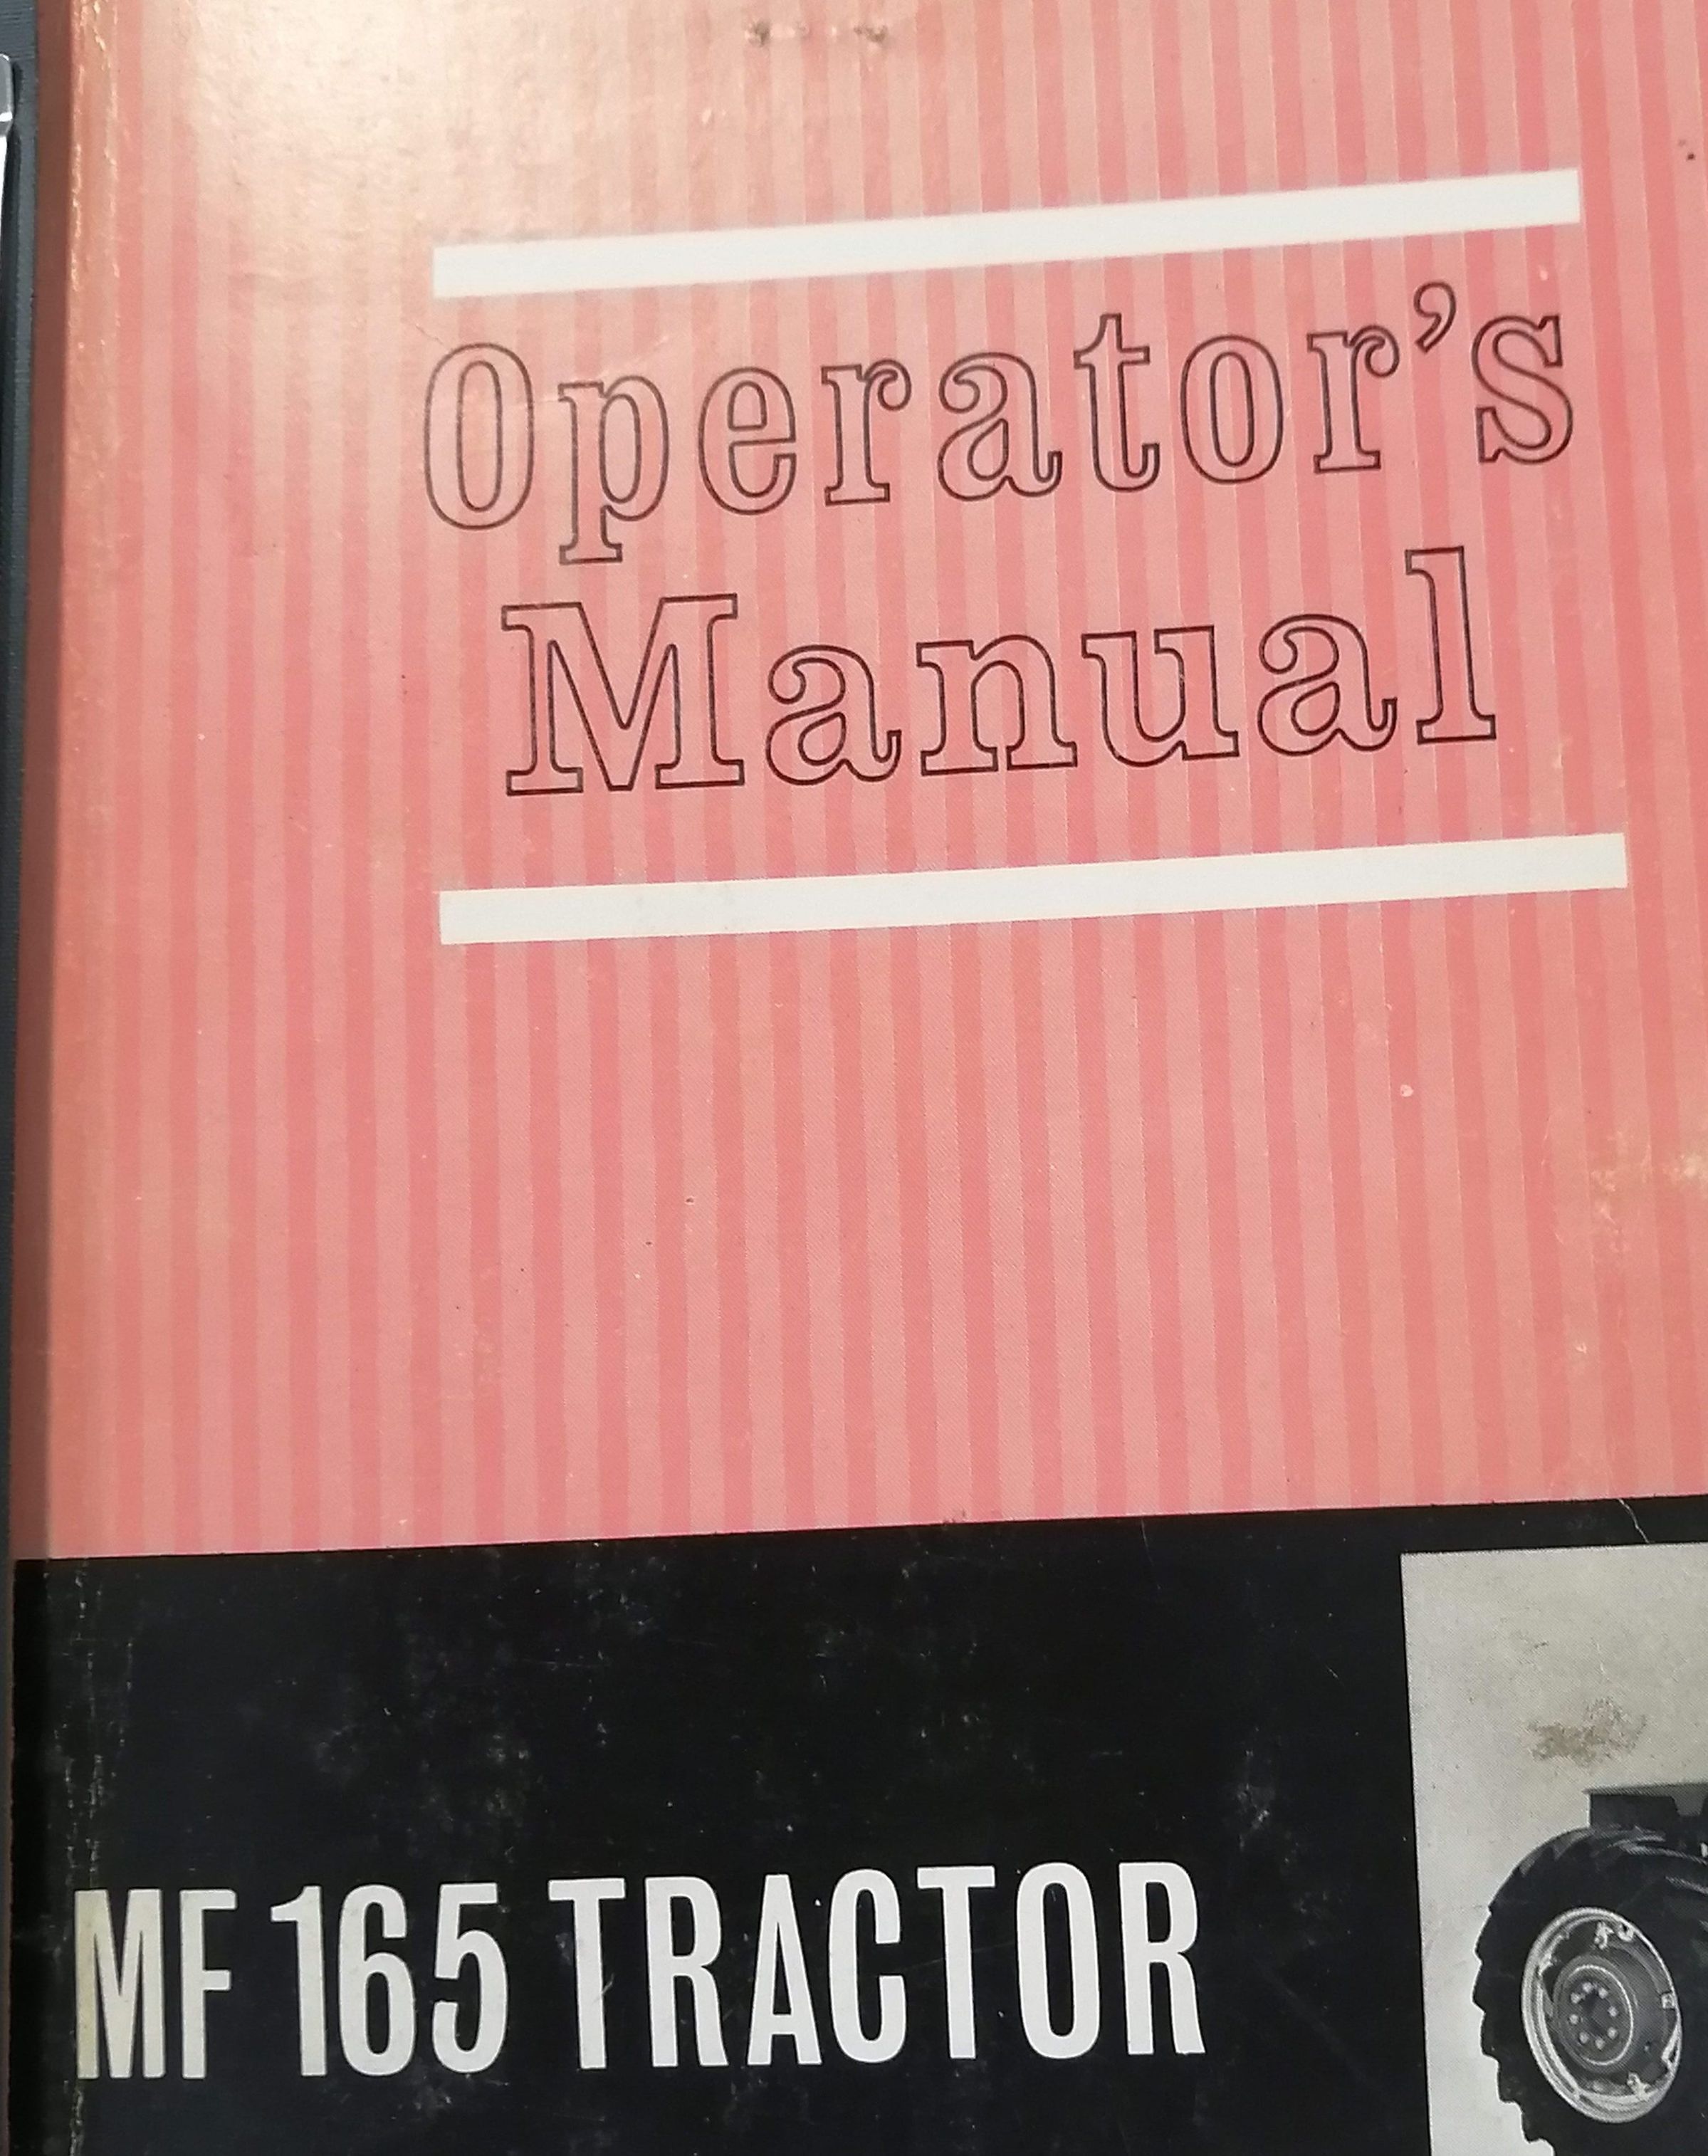 Operator's
Manual
MF 165 TRACTOR